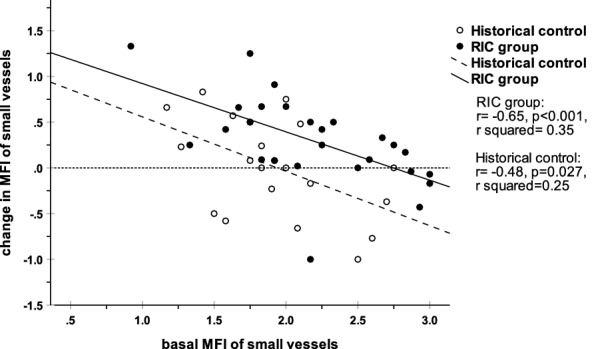 Historical control
RIC group
Historical control
RIC group
RIC group:
r= -0.65, p<0.001,
r squared= 0.35
Historical control:
r= -0.48, p=0.027,
r squared=0.25
change in MFI of small vessels
1.5
1.0
.5
.0
-.5
-1.0
-1.5
.5 1.0 1.5 2.0 2.5 3.0
basal MFI of small vessels